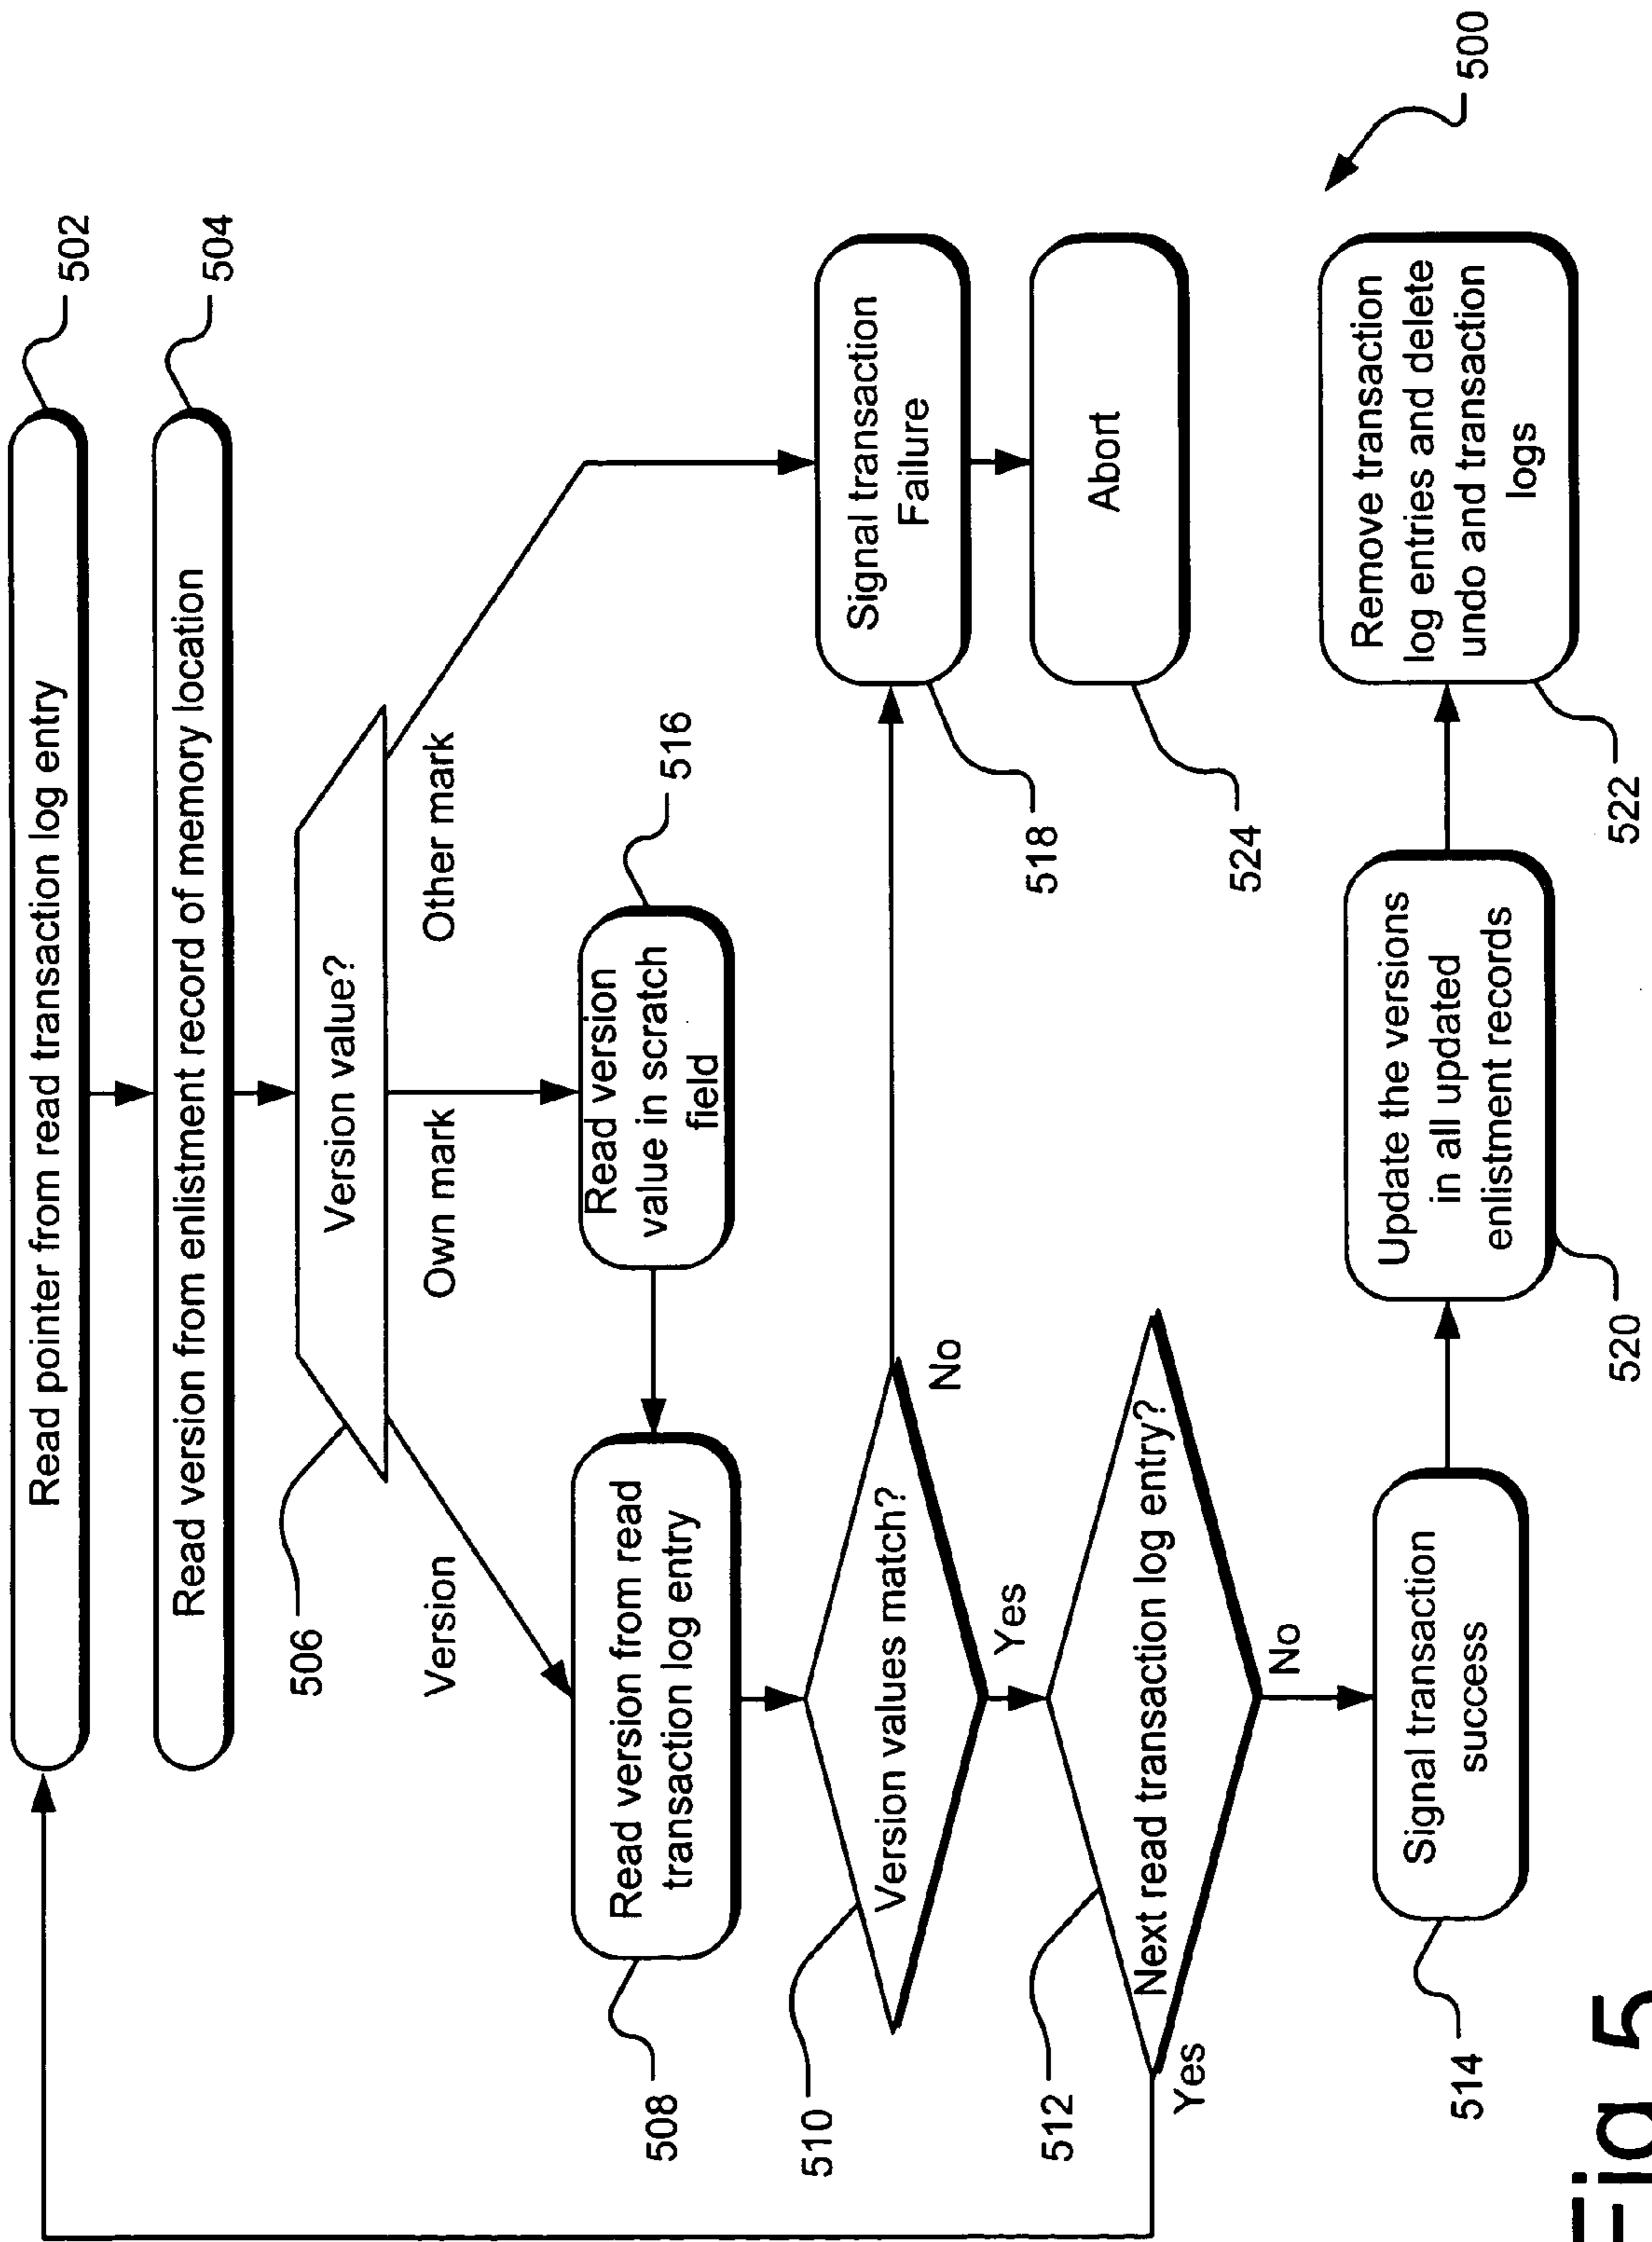 Read pointer from read transaction log entry
502
Read version from enlistment record of memory location
504
Version value?
506
Version
Own mark
Other mark
Read version from read
transaction log entry
508
Read version
value in scratch
field
516
Version values match?
510
No
Yes
Signal transaction
Failure
518
Abort
524
Next read transaction log entry?
512
Yes
No
Signal transaction
success
514
Update the versions
in all updated
enlistment records
520
Remove transaction
log entries and delete
undo and transaction
logs
522
500
Fig 5